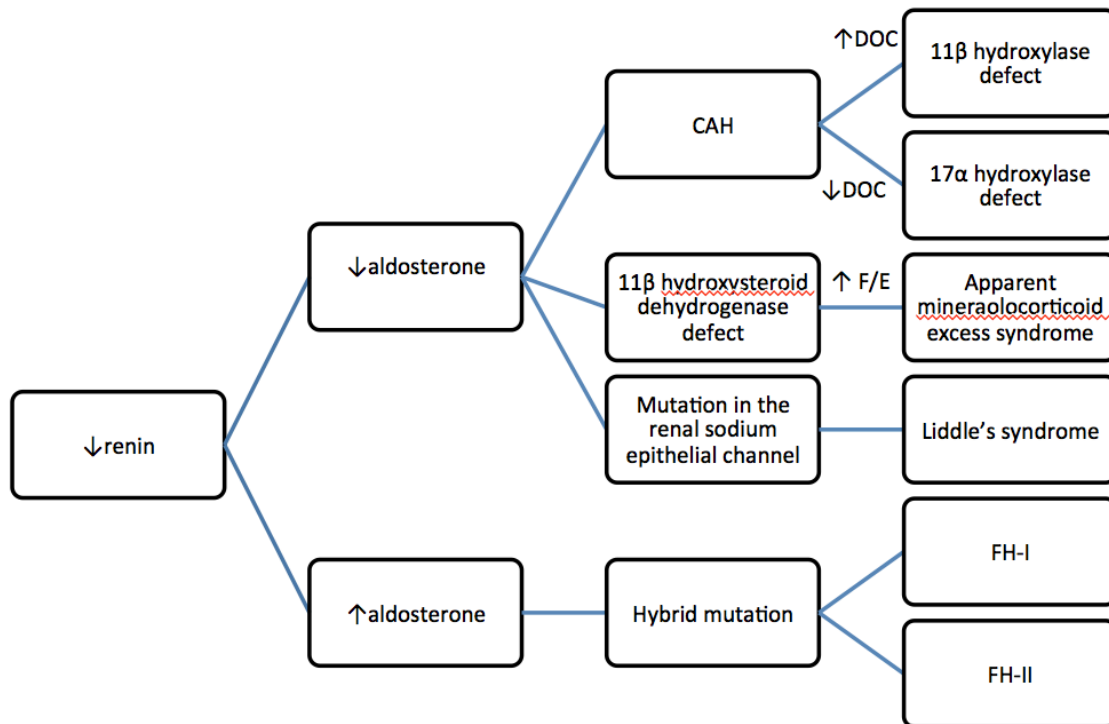 ↑DOC
11β hydroxylase
defect
CAH
↓DOC
17α hydroxylase
defect
↓aldosterone
11β hydroxysteroid
dehydrogenase
defect
↑ F/E
Apparent
mineraolocorticoid
excess syndrome
Mutation in the
renal sodium
epithelial channel
Liddle’s syndrome
↓renin
↑aldosterone
Hybrid mutation
FH-I
FH-II